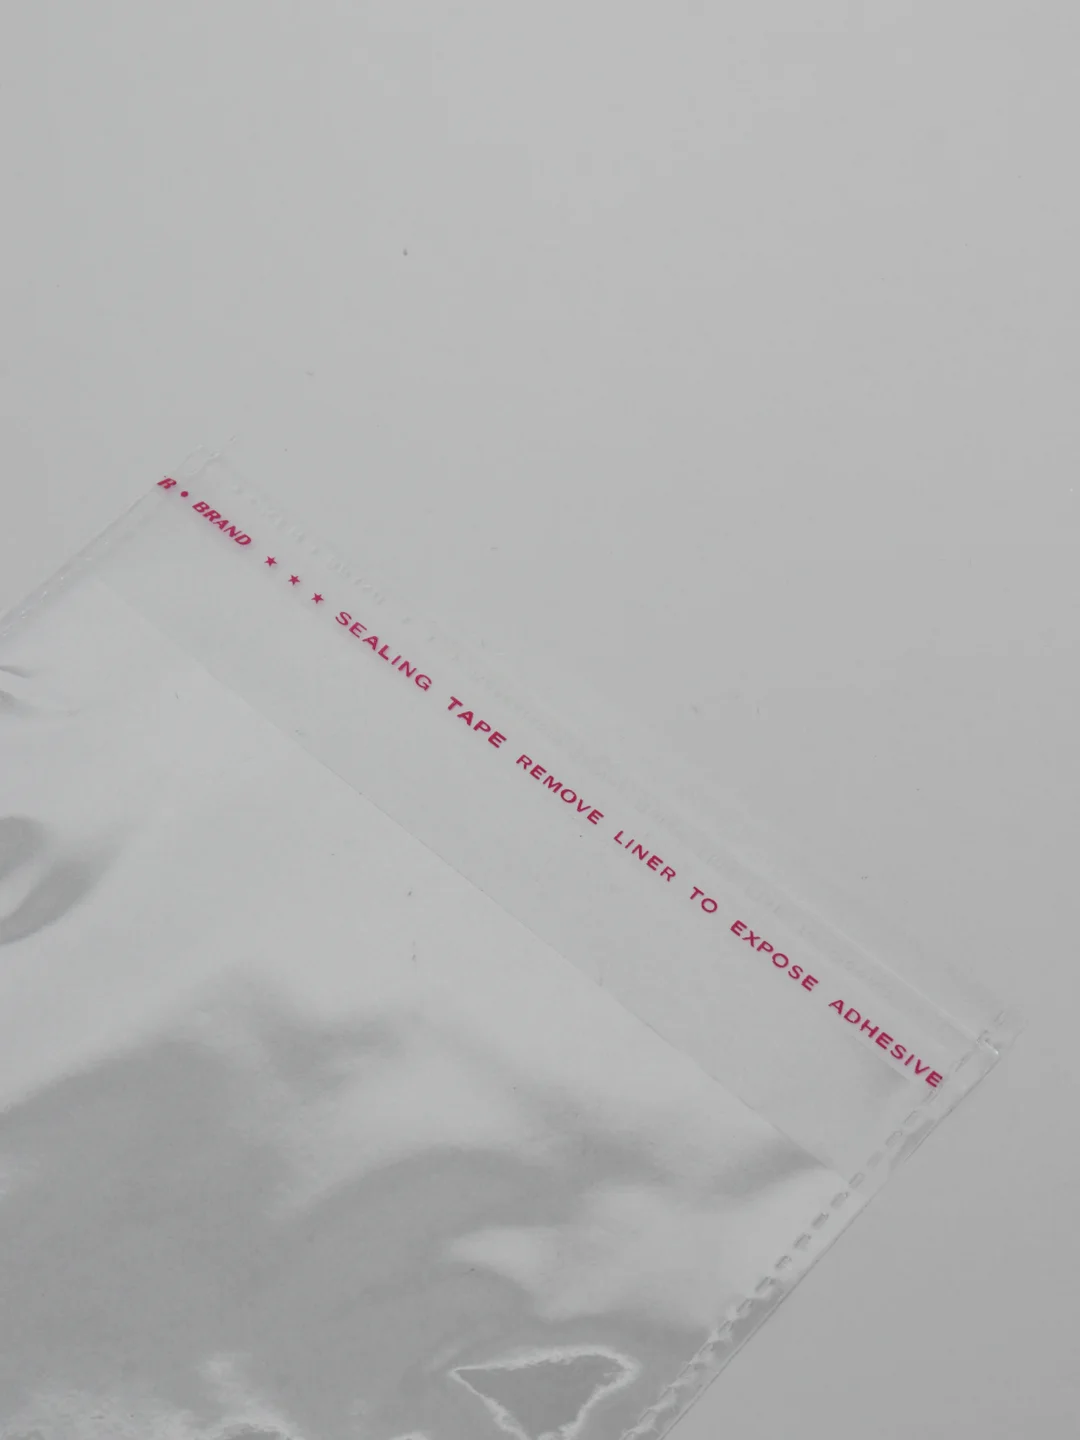 R • BRAND ★ ★ ★ SEALING TAPE REMOVE LINER TO EXPOSE ADHESIVE